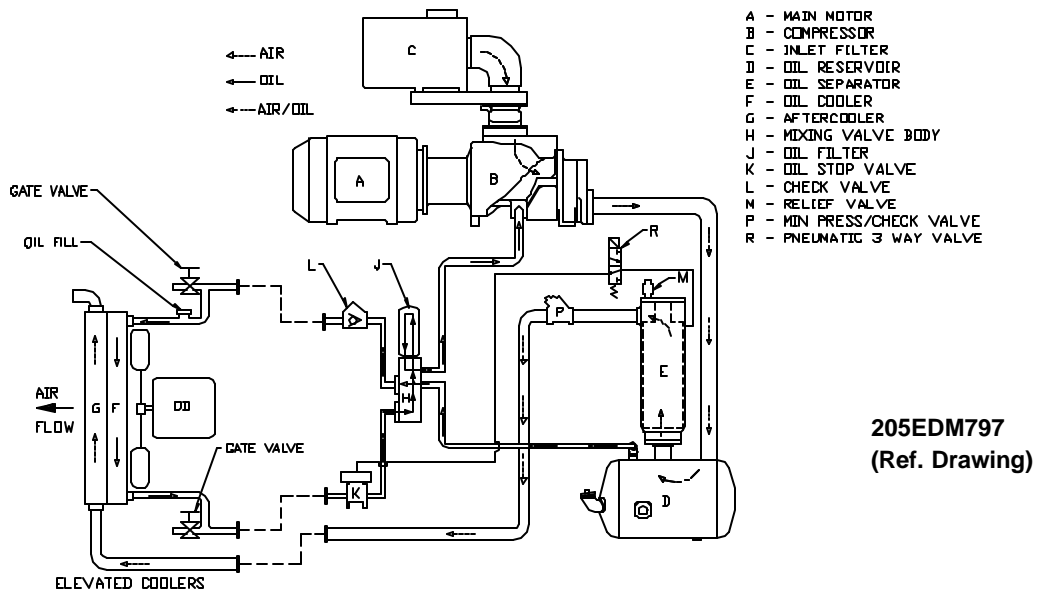 A - MAIN MOTOR
B - COMPRESSOR
C - INLET FILTER
D - OIL RESERVOIR
E - OIL SEPARATOR
F - OIL COOLER
G - AFTERCOOLER
H - MIXING VALVE BODY
J - OIL FILTER
K - OIL STOP VALVE
L - CHECK VALVE
M - RELIEF VALVE
P - MIN PRESS/CHECK VALVE
R - PNEUMATIC 3 WAY VALVE
AIR
OIL
AIR/OIL
C
A
B
GATE VALVE
OIL FILL
L
J
R
M
P
E
AIR
FLOW
G
F
DD
H
GATE VALVE
K
D
ELEVATED COOLERS
205EDM797
(Ref. Drawing)